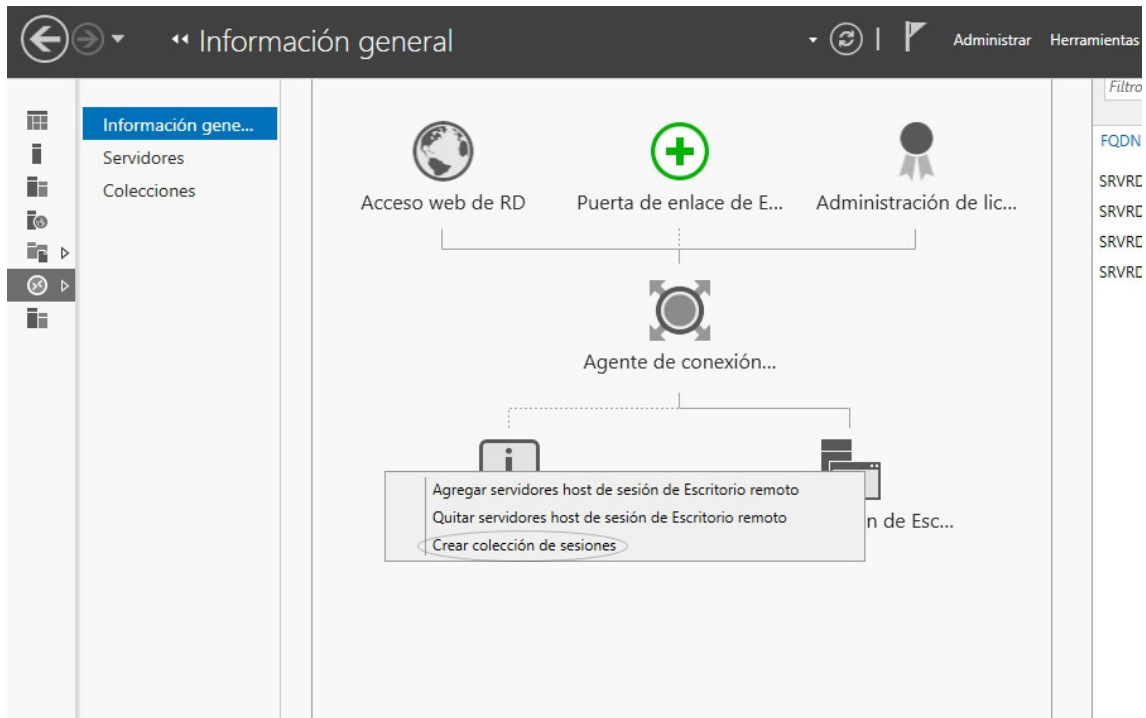 Información general
Administrar Herramientas
Filtro
Información gene...
Servidores
Colecciones
Acceso web de RD
Puerta de enlace de E...
Administración de lic...
FQDN
SRVRD
SRVRD
SRVRD
SRVRD
Agente de conexión...
Agregar servidores host de sesión de Escritorio remoto
Quitar servidores host de sesión de Escritorio remoto
Crear colección de sesiones
n de Esc...